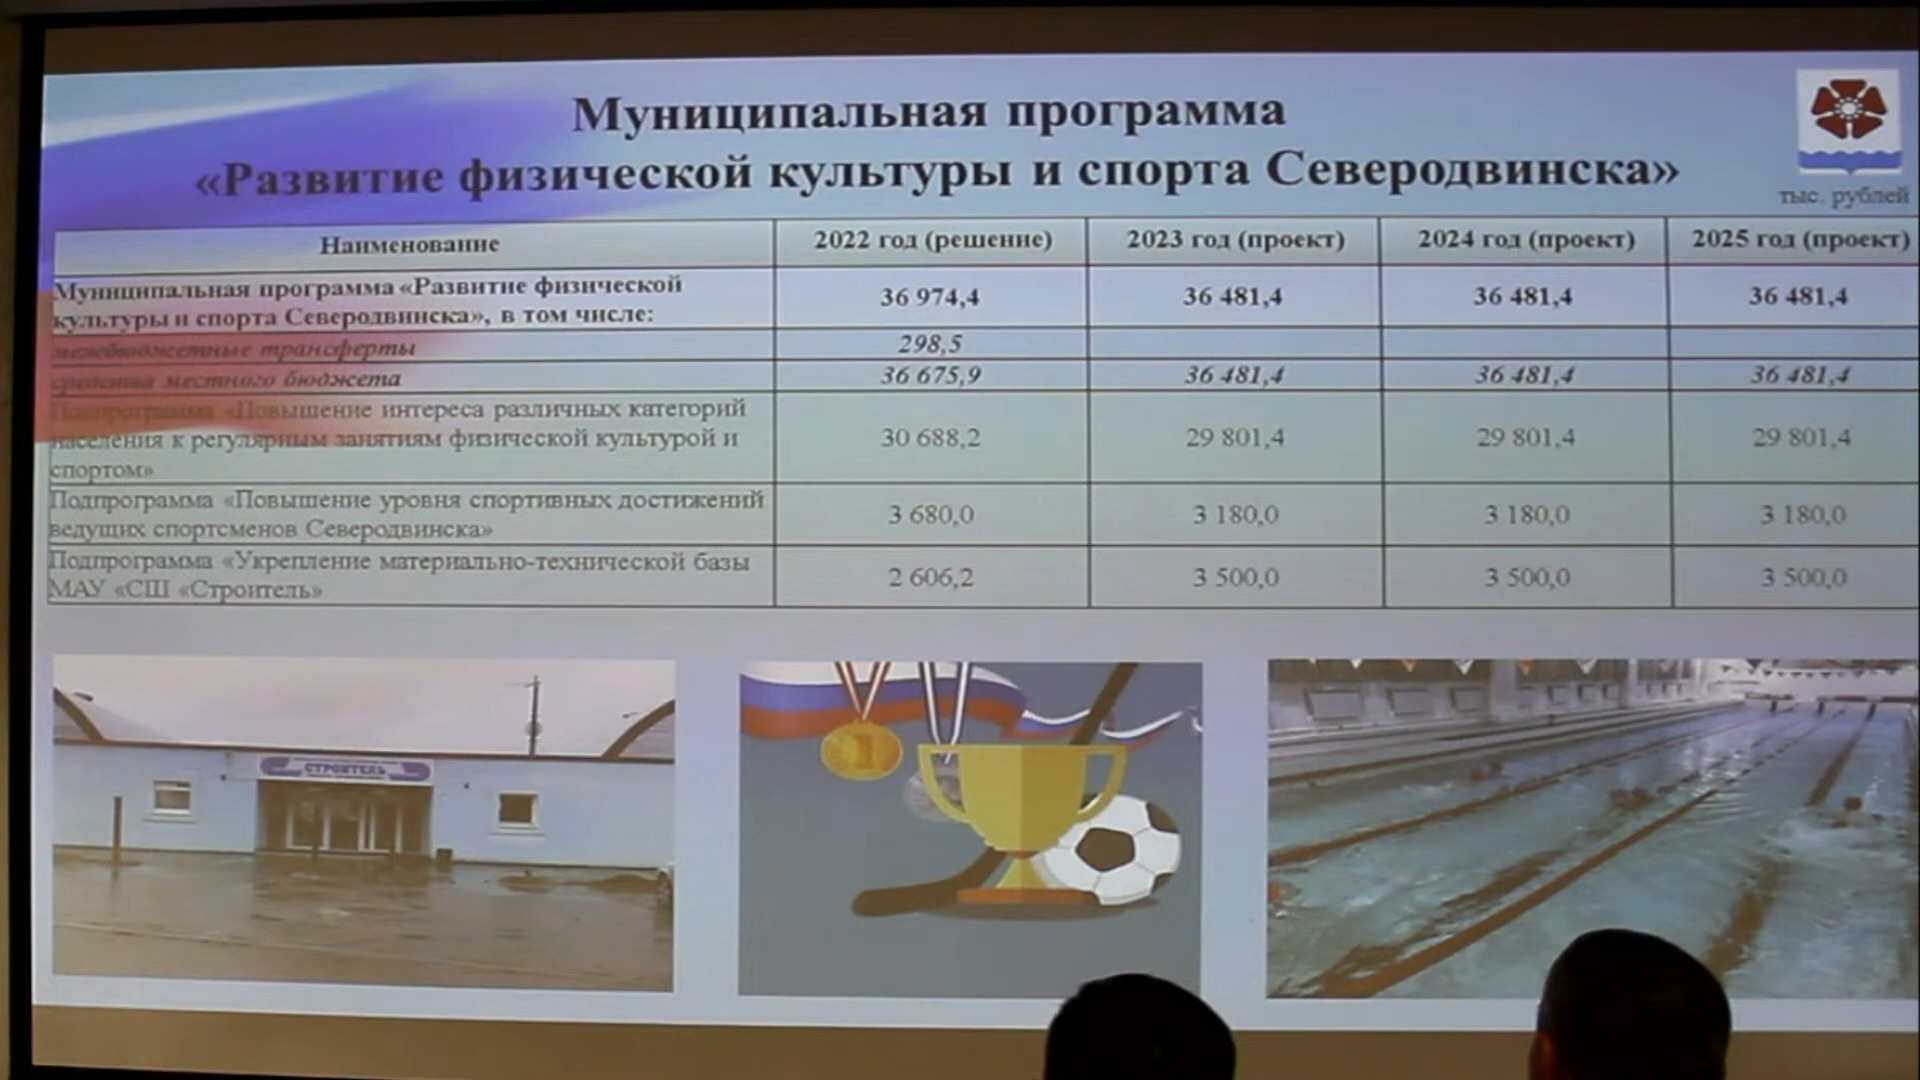 Муниципальная программа
«Развитие физической культуры и спорта Северодвинска»
тыс. рублей
Наименование 2022 год (решение) 2023 год (проект) 2024 год (проект) 2025 год (проект)
Муниципальная программа «Развитие физической
культуры и спорта Северодвинска», в том числе: 36 974,4 36 481,4 36 481,4 36 481,4
межбюджетные трансферты 298,5
средства местного бюджета 36 675,9 36 481,4 36 481,4 36 481,4
Подпрограмма «Повышение интереса различных категорий
населения к регулярным занятиям физической культурой и
спортом» 30 688,2 29 801,4 29 801,4 29 801,4
Подпрограмма «Повышение уровня спортивных достижений
ведущих спортсменов Северодвинска» 3 680,0 3 180,0 3 180,0 3 180,0
Подпрограмма «Укрепление материально-технической базы
МАУ «СШ «Строитель» 2 606,2 3 500,0 3 500,0 3 500,0
СТРОИТЕЛЬ
1